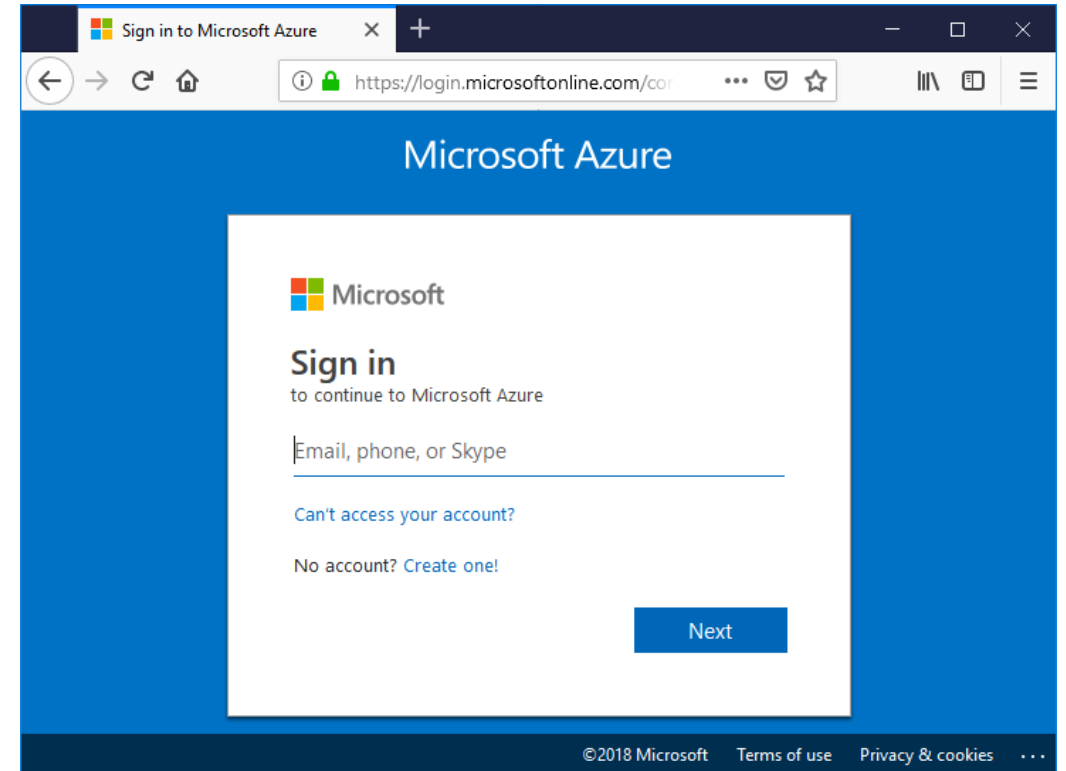 Sign in to Microsoft Azure
https://login.microsoftonline.com/cor
Microsoft Azure
Microsoft
Sign in
to continue to Microsoft Azure
Email, phone, or Skype
Can't access your account?
No account? Create one!
Next
©2018 Microsoft Terms of use Privacy & cookies ...